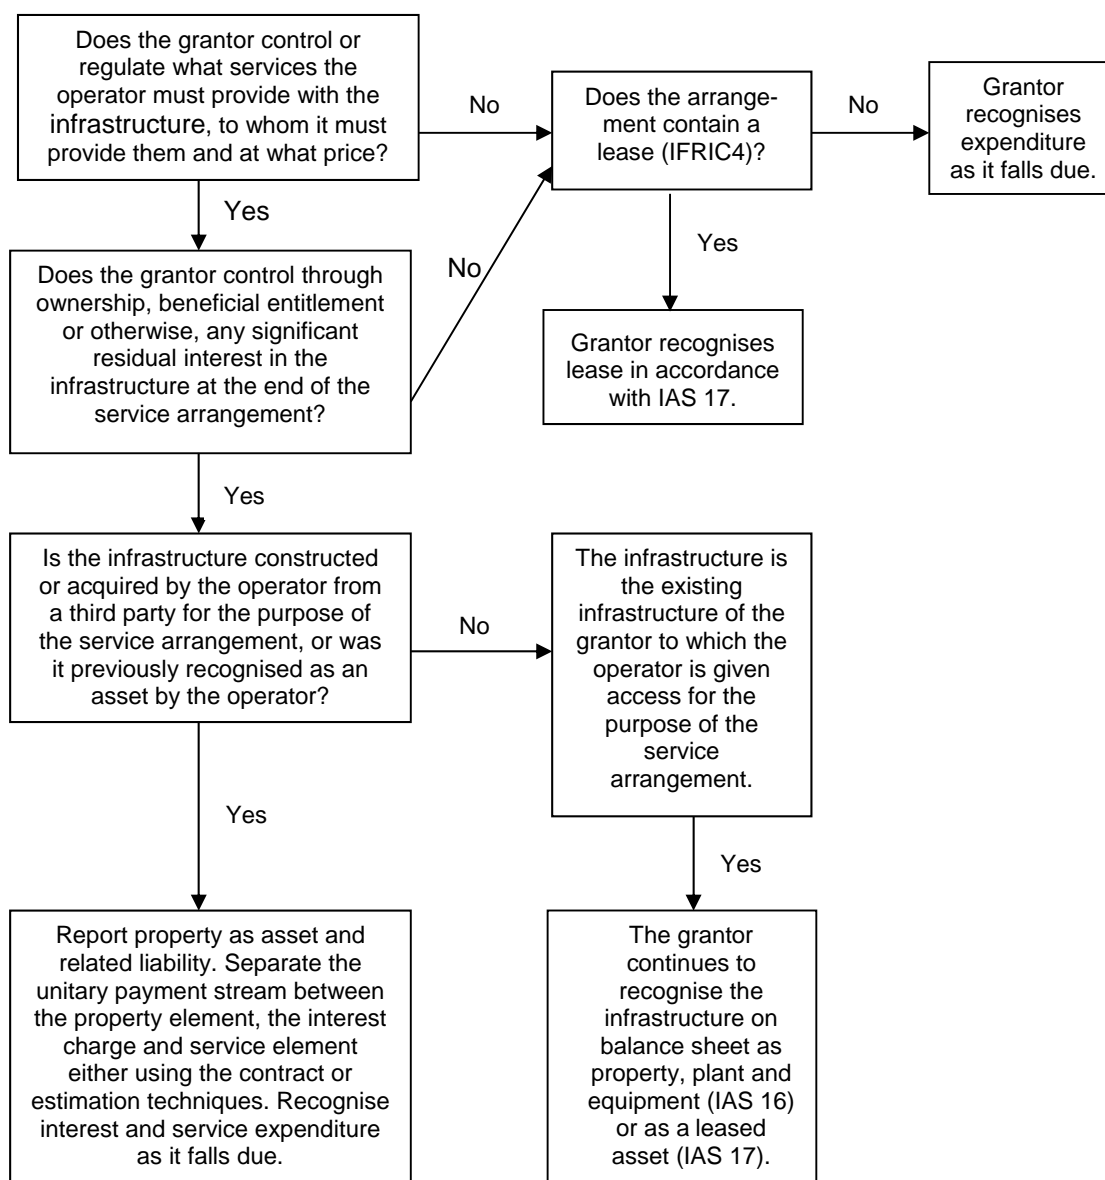 Does the grantor control or
regulate what services the
operator must provide with the
infrastructure, to whom it must
provide them and at what price?
No
Does the arrange-
ment contain a
lease (IFRIC4)?
No
Grantor
recognises
expenditure
as it falls due.
Yes
Does the grantor control through
ownership, beneficial entitlement
or otherwise, any significant
residual interest in the
infrastructure at the end of the
service arrangement?
No
Yes
Grantor recognises
lease in accordance
with IAS 17.
Yes
Is the infrastructure constructed
or acquired by the operator from
a third party for the purpose of
the service arrangement, or was
it previously recognised as an
asset by the operator?
No
The infrastructure is
the existing
infrastructure of the
grantor to which the
operator is given
access for the
purpose of the
service
arrangement.
Yes
Yes
Report property as asset and
related liability. Separate the
unitary payment stream between
the property element, the interest
charge and service element
either using the contract or
estimation techniques. Recognise
interest and service expenditure
as it falls due.
The grantor
continues to
recognise the
infrastructure on
balance sheet as
property, plant and
equipment (IAS 16)
or as a leased
asset (IAS 17).